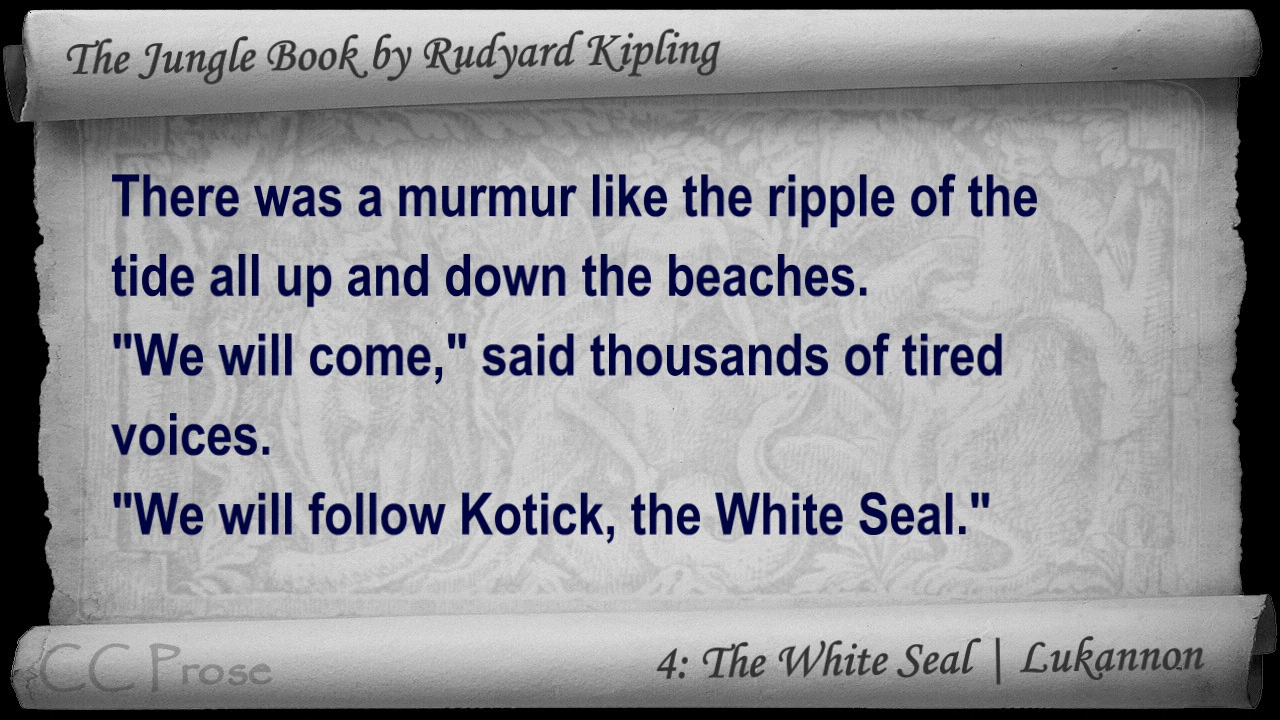 The Jungle Book by Rudyard Kipling
There was a murmur like the ripple of the
tide all up and down the beaches.
"We will come," said thousands of tired
voices.
"We will follow Kotick, the White Seal."
CC Prose
4: The White Seal | Lukannon